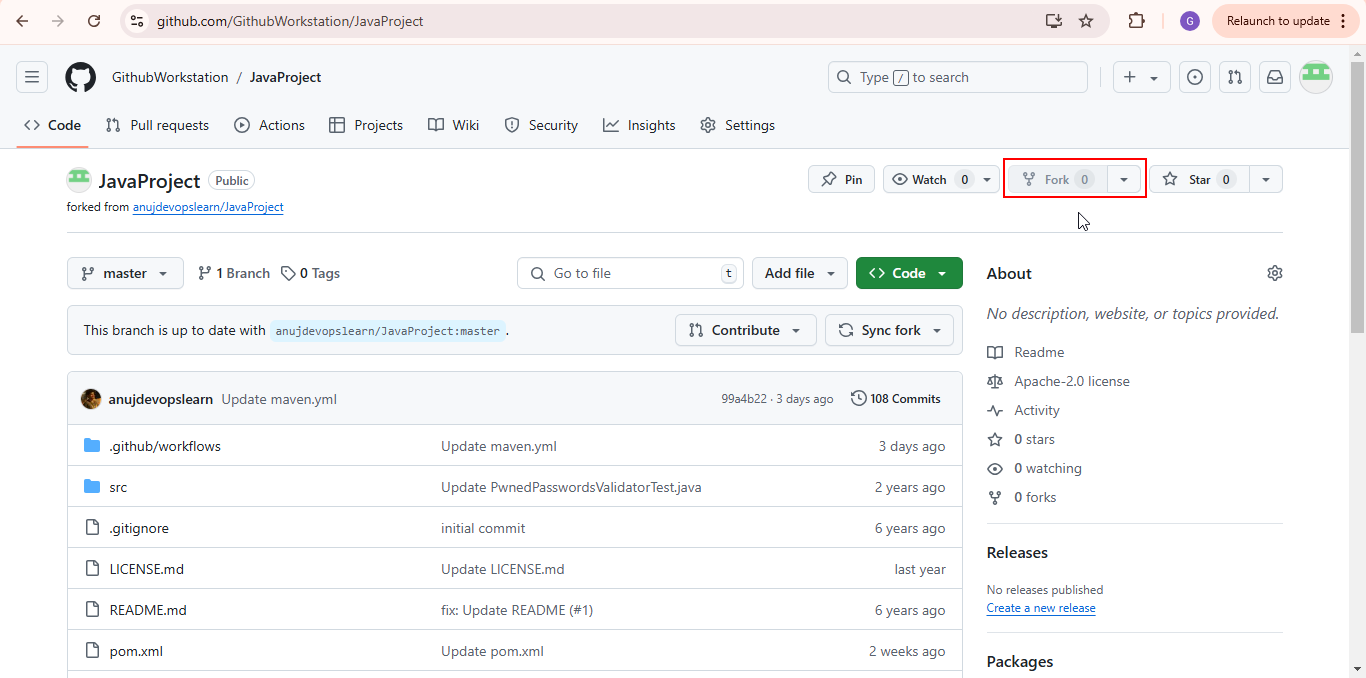 github.com/GithubWorkstation/JavaProject G Relaunch to update
GithubWorkstation / JavaProject Type / to search
Code Pull requests Actions Projects Wiki Security Insights Settings
JavaProject Public Pin Watch 0 Fork 0 Star 0
forked from anujdevopslearn/JavaProject
master 1 Branch 0 Tags Go to file t Add file <> Code
This branch is up to date with anujdevopslearn/JavaProject:master . Contribute Sync fork
anujdevopslearn Update maven.yml 99a4b22 · 3 days ago 108 Commits
.github/workflows Update maven.yml 3 days ago
src Update PwnedPasswordsValidatorTest.java 2 years ago
.gitignore initial commit 6 years ago
LICENSE.md Update LICENSE.md last year
README.md fix: Update README (#1) 6 years ago
pom.xml Update pom.xml 2 weeks ago
About
No description, website, or topics provided.
Readme
Apache-2.0 license
Activity
0 stars
0 watching
0 forks
Releases
No releases published
Create a new release
Packages